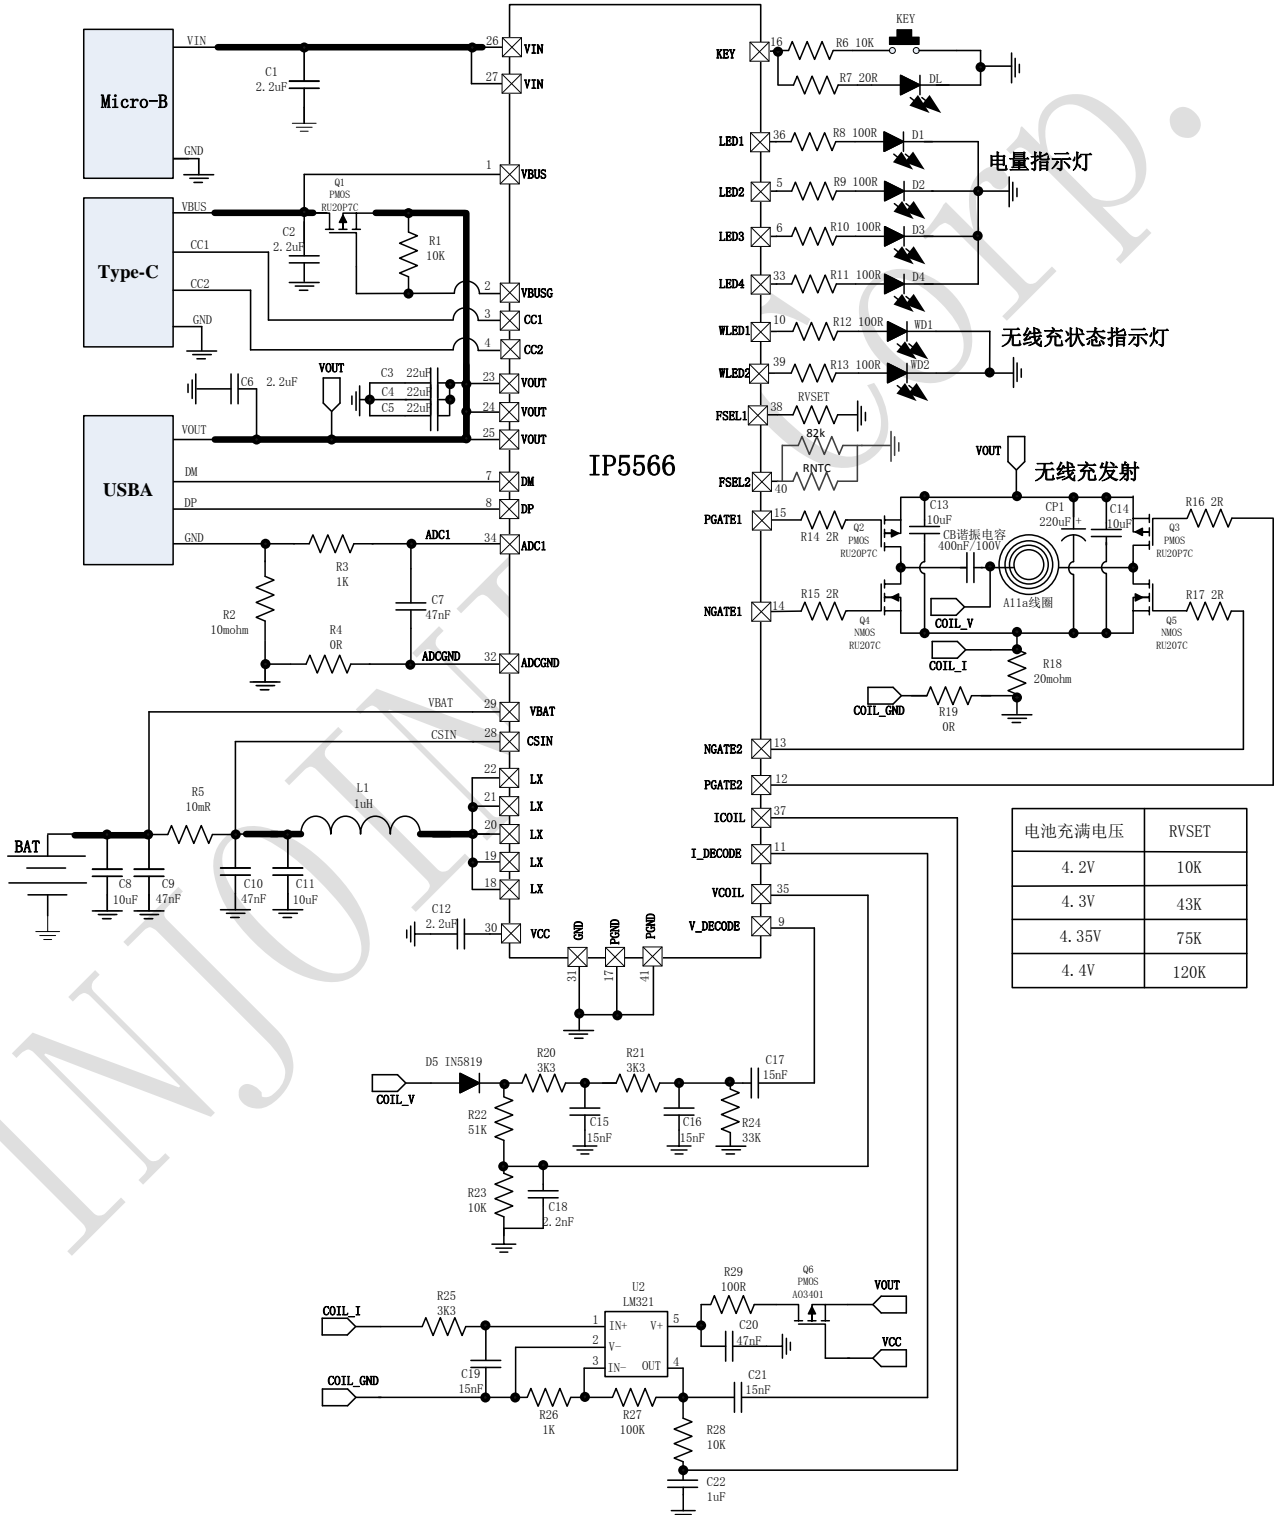 Micro-B
VIN
GND
C1
2.2uF
26
VIN
27
VIN
1
VBUS
Type-C
VBUS
CC1
CC2
GND
Q1
PMOS
RU20P7C
C2
2.2uF
R1
10K
2
VBUSG
3
CC1
4
CC2
C6 2.2uF
VOUT
C3 22uF
C4 22uF
C5 22uF
23
VOUT
24
VOUT
25
VOUT
USBA
VOUT
DM
DP
GND
7
DM
8
DP
ADC1
34
ADC1
R3
1K
R2
10mohm
R4
0R
C7
47nF
ADCGND
32
ADCGND
VBAT
29
VBAT
CSIN
28
CSIN
22
LX
21
LX
20
LX
19
LX
18
LX
R5
10mR
L1
1uH
BAT
C8
10uF
C9
47nF
C10
47nF
C11
10uF
C12
2.2uF
30
VCC
GND
PGND
PGND
31
17
41
IP5566
KEY
16
R6 10K
KEY
R7 20R
DL
LED1
36
R8 100R
D1
电量指示灯
LED2
5
R9 100R
D2
LED3
6
R10 100R
D3
LED4
33
R11 100R
D4
WLED1
10
R12 100R
WD1
无线充状态指示灯
WLED2
39
R13 100R
WD2
FSEL1
38
RVSET
82k
RNTC
FSEL2
40
VOUT
无线充发射
PGATE1
15
R14 2R
Q2
PMOS
RU20P7C
C13
10uF
CB谐振电容
400nF/100V
CP1
220uF
+
C14
10uF
Q3
PMOS
RU20P7C
R16 2R
NGATE1
14
R15 2R
Q4
NMOS
RU207C
COIL_V
A11a线圈
Q5
NMOS
RU207C
R17 2R
COIL_I
R18
20mohm
COIL_GND
R19
0R
NGATE2
13
PGATE2
12
ICOIL
37
I_DECODE
11
VCOIL
35
V_DECODE
9
电池充满电压 RVSET
4.2V 10K
4.3V 43K
4.35V 75K
4.4V 120K
COIL_V
D5 IN5819
R20
3K3
R21
3K3
C17
15nF
R22
51K
C15
15nF
C16
15nF
R24
33K
R23
10K
C18
2.2nF
COIL_I
R25
3K3
U2
LM321
1
IN+
2
V-
3
IN-
V+
5
OUT
4
R29
100R
Q6
PMOS
AO3401
VOUT
C20
47nF
VCC
C19
15nF
COIL_GND
R26
1K
R27
100K
C21
15nF
R28
10K
C22
1uF
INJOINIC Corp.